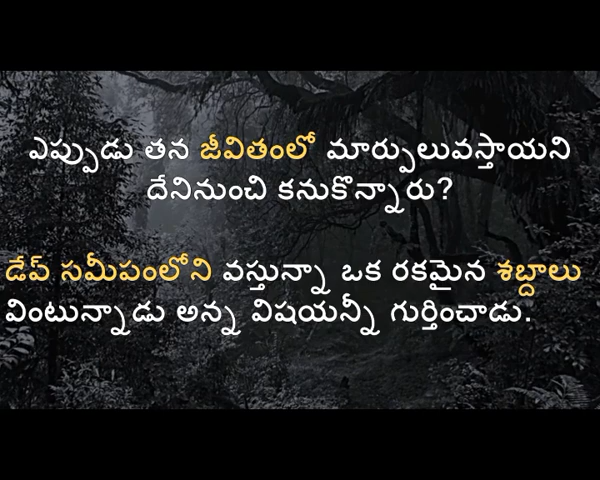 ఎప్పుడు తన జీవితంలో మార్పులువస్తాయని
దేనినుంచి కనుకొన్నారు?
డేప్ సమీపంలోని వస్తున్నా ఒక రకమైన శబ్దాలు
వింటున్నాడు అన్న విషయన్నీ గుర్తించాడు.